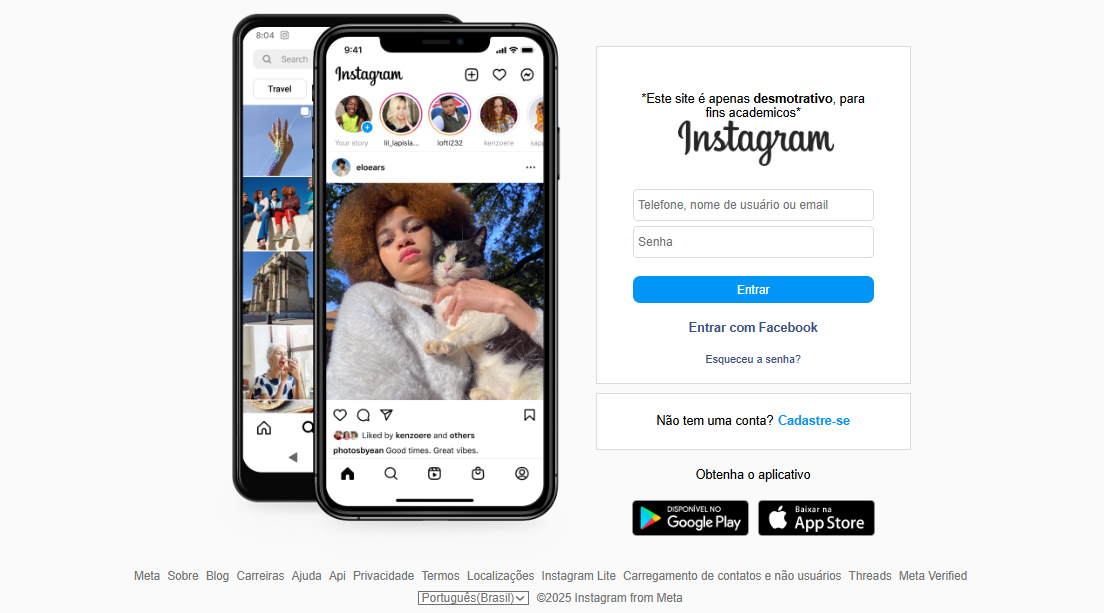 8:04
Search
Travel
9:41
Instagram
Your story
lil_lapisla...
lofti232
kenzoere
sapp
eloears
Liked by kenzoere and others
photosbyean Good times. Great vibes.
*Este site é apenas desmotrativo, para
fins academicos*
Instagram
Telefone, nome de usuário ou email
Senha
Entrar
Entrar com Facebook
Esqueceu a senha?
Não tem uma conta? Cadastre-se
Obtenha o aplicativo
DISPONÍVEL NO
Google Play
Baixar na
App Store
Meta Sobre Blog Carreiras Ajuda Api Privacidade Termos Localizações Instagram Lite Carregamento de contatos e não usuários Threads Meta Verified
Português(Brasil) ©2025 Instagram from Meta